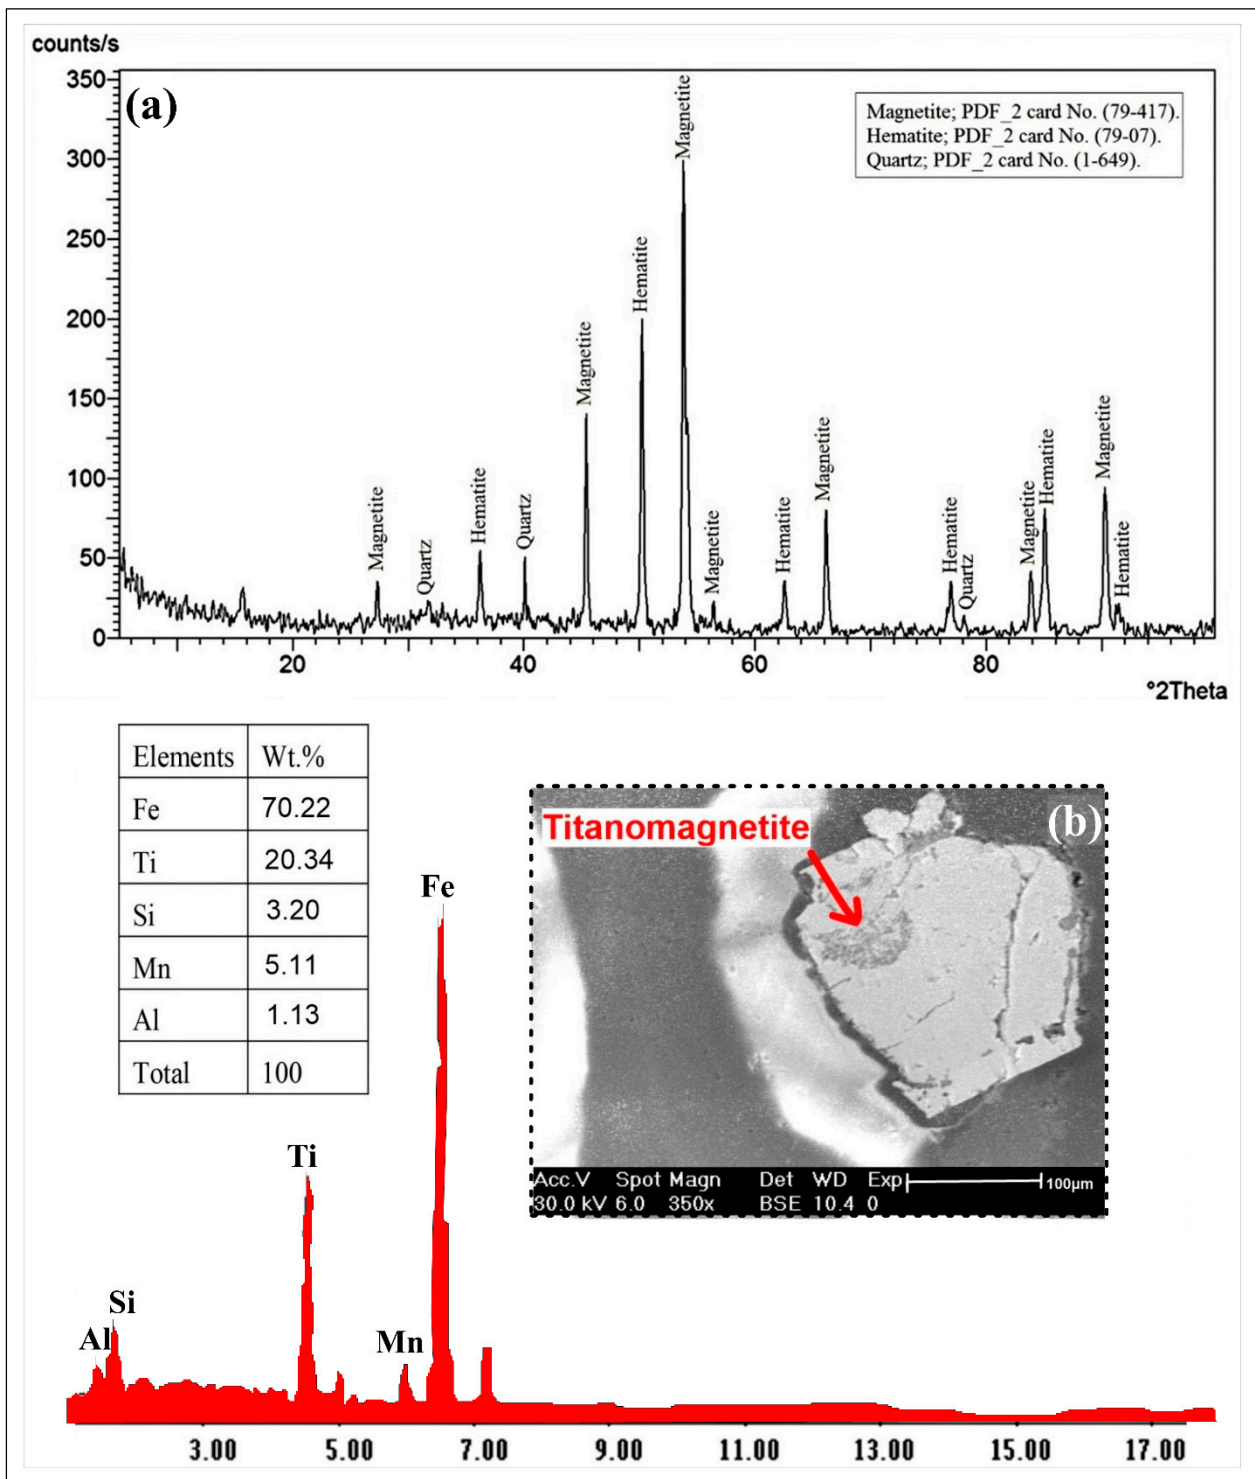 counts/s
(a)
Magnetite; PDF_2 card No. (79-417).
Hematite; PDF_2 card No. (79-07).
Quartz; PDF_2 card No. (1-649).
350
300
250
200
150
100
50
0
Magnetite
Quartz
Hematite
Quartz
Magnetite
Hematite
Magnetite
Magnetite
Hematite
Magnetite
Hematite
Quartz
Magnetite
Hematite
Magnetite
Hematite
20 40 60 80
°2Theta
Elements Wt.%
Fe 70.22
Ti 20.34
Si 3.20
Mn 5.11
Al 1.13
Total 100
Titanomagnetite
(b)
Acc.V Spot Magn Det WD Exp 100µm
30.0 kV 6.0 350x BSE 10.4 0
Al
Si
Ti
Mn
Fe
3.00 5.00 7.00 9.00 11.00 13.00 15.00 17.00